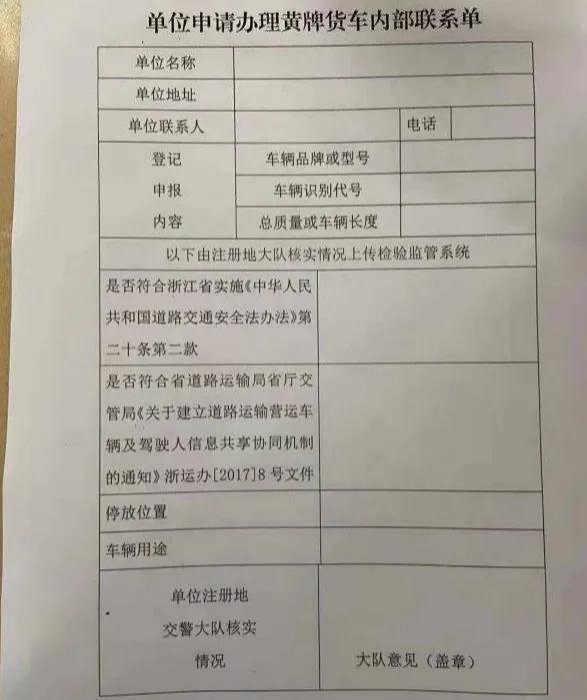 单位申请办理黄牌货车内部联系单
单位名称
单位地址
单位联系人 电话
登记 车辆品牌或型号
申报 车辆识别代号
内容 总质量或车辆长度
以下由注册地大队核实情况上传检验监管系统
是否符合浙江省实施《中华人民
共和国道路交通安全法办法》第
二十条第二款
是否符合省道路运输局省厅交
管局《关于建立道路运输营运车
辆及驾驶人信息共享协同机制
的通知》浙运办[2017]8号文件
停放位置
车辆用途
单位注册地
交警大队核实
情况 大队意见（盖章）